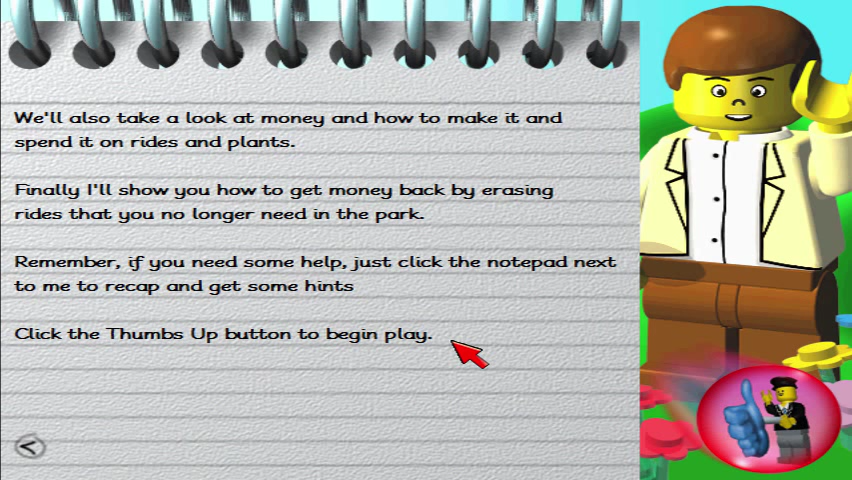 We'll also take a look at money and how to make it and
spend it on rides and plants.
Finally I'll show you how to get money back by erasing
rides that you no longer need in the park.
Remember, if you need some help, just click the notepad next
to me to recap and get some hints
Click the Thumbs Up button to begin play.